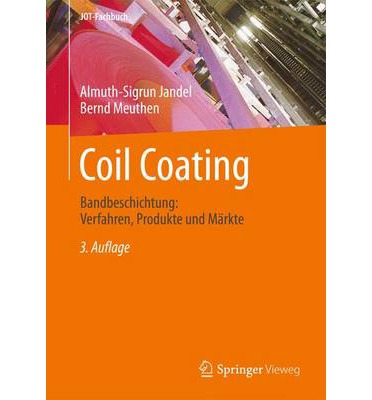 JOT-Fachbuch
Almuth-Sigrun Jandel
Bernd Meuthen
Coil Coating
Bandbeschichtung:
Verfahren, Produkte und Märkte
3. Auflage
Springer Vieweg